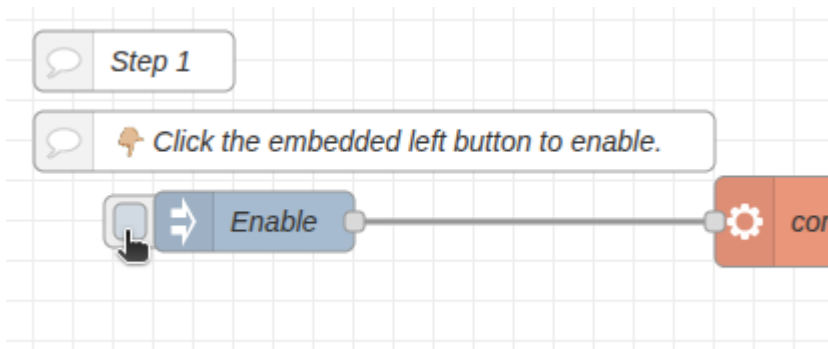 Step 1
👇🏼 Click the embedded left button to enable.
Enable